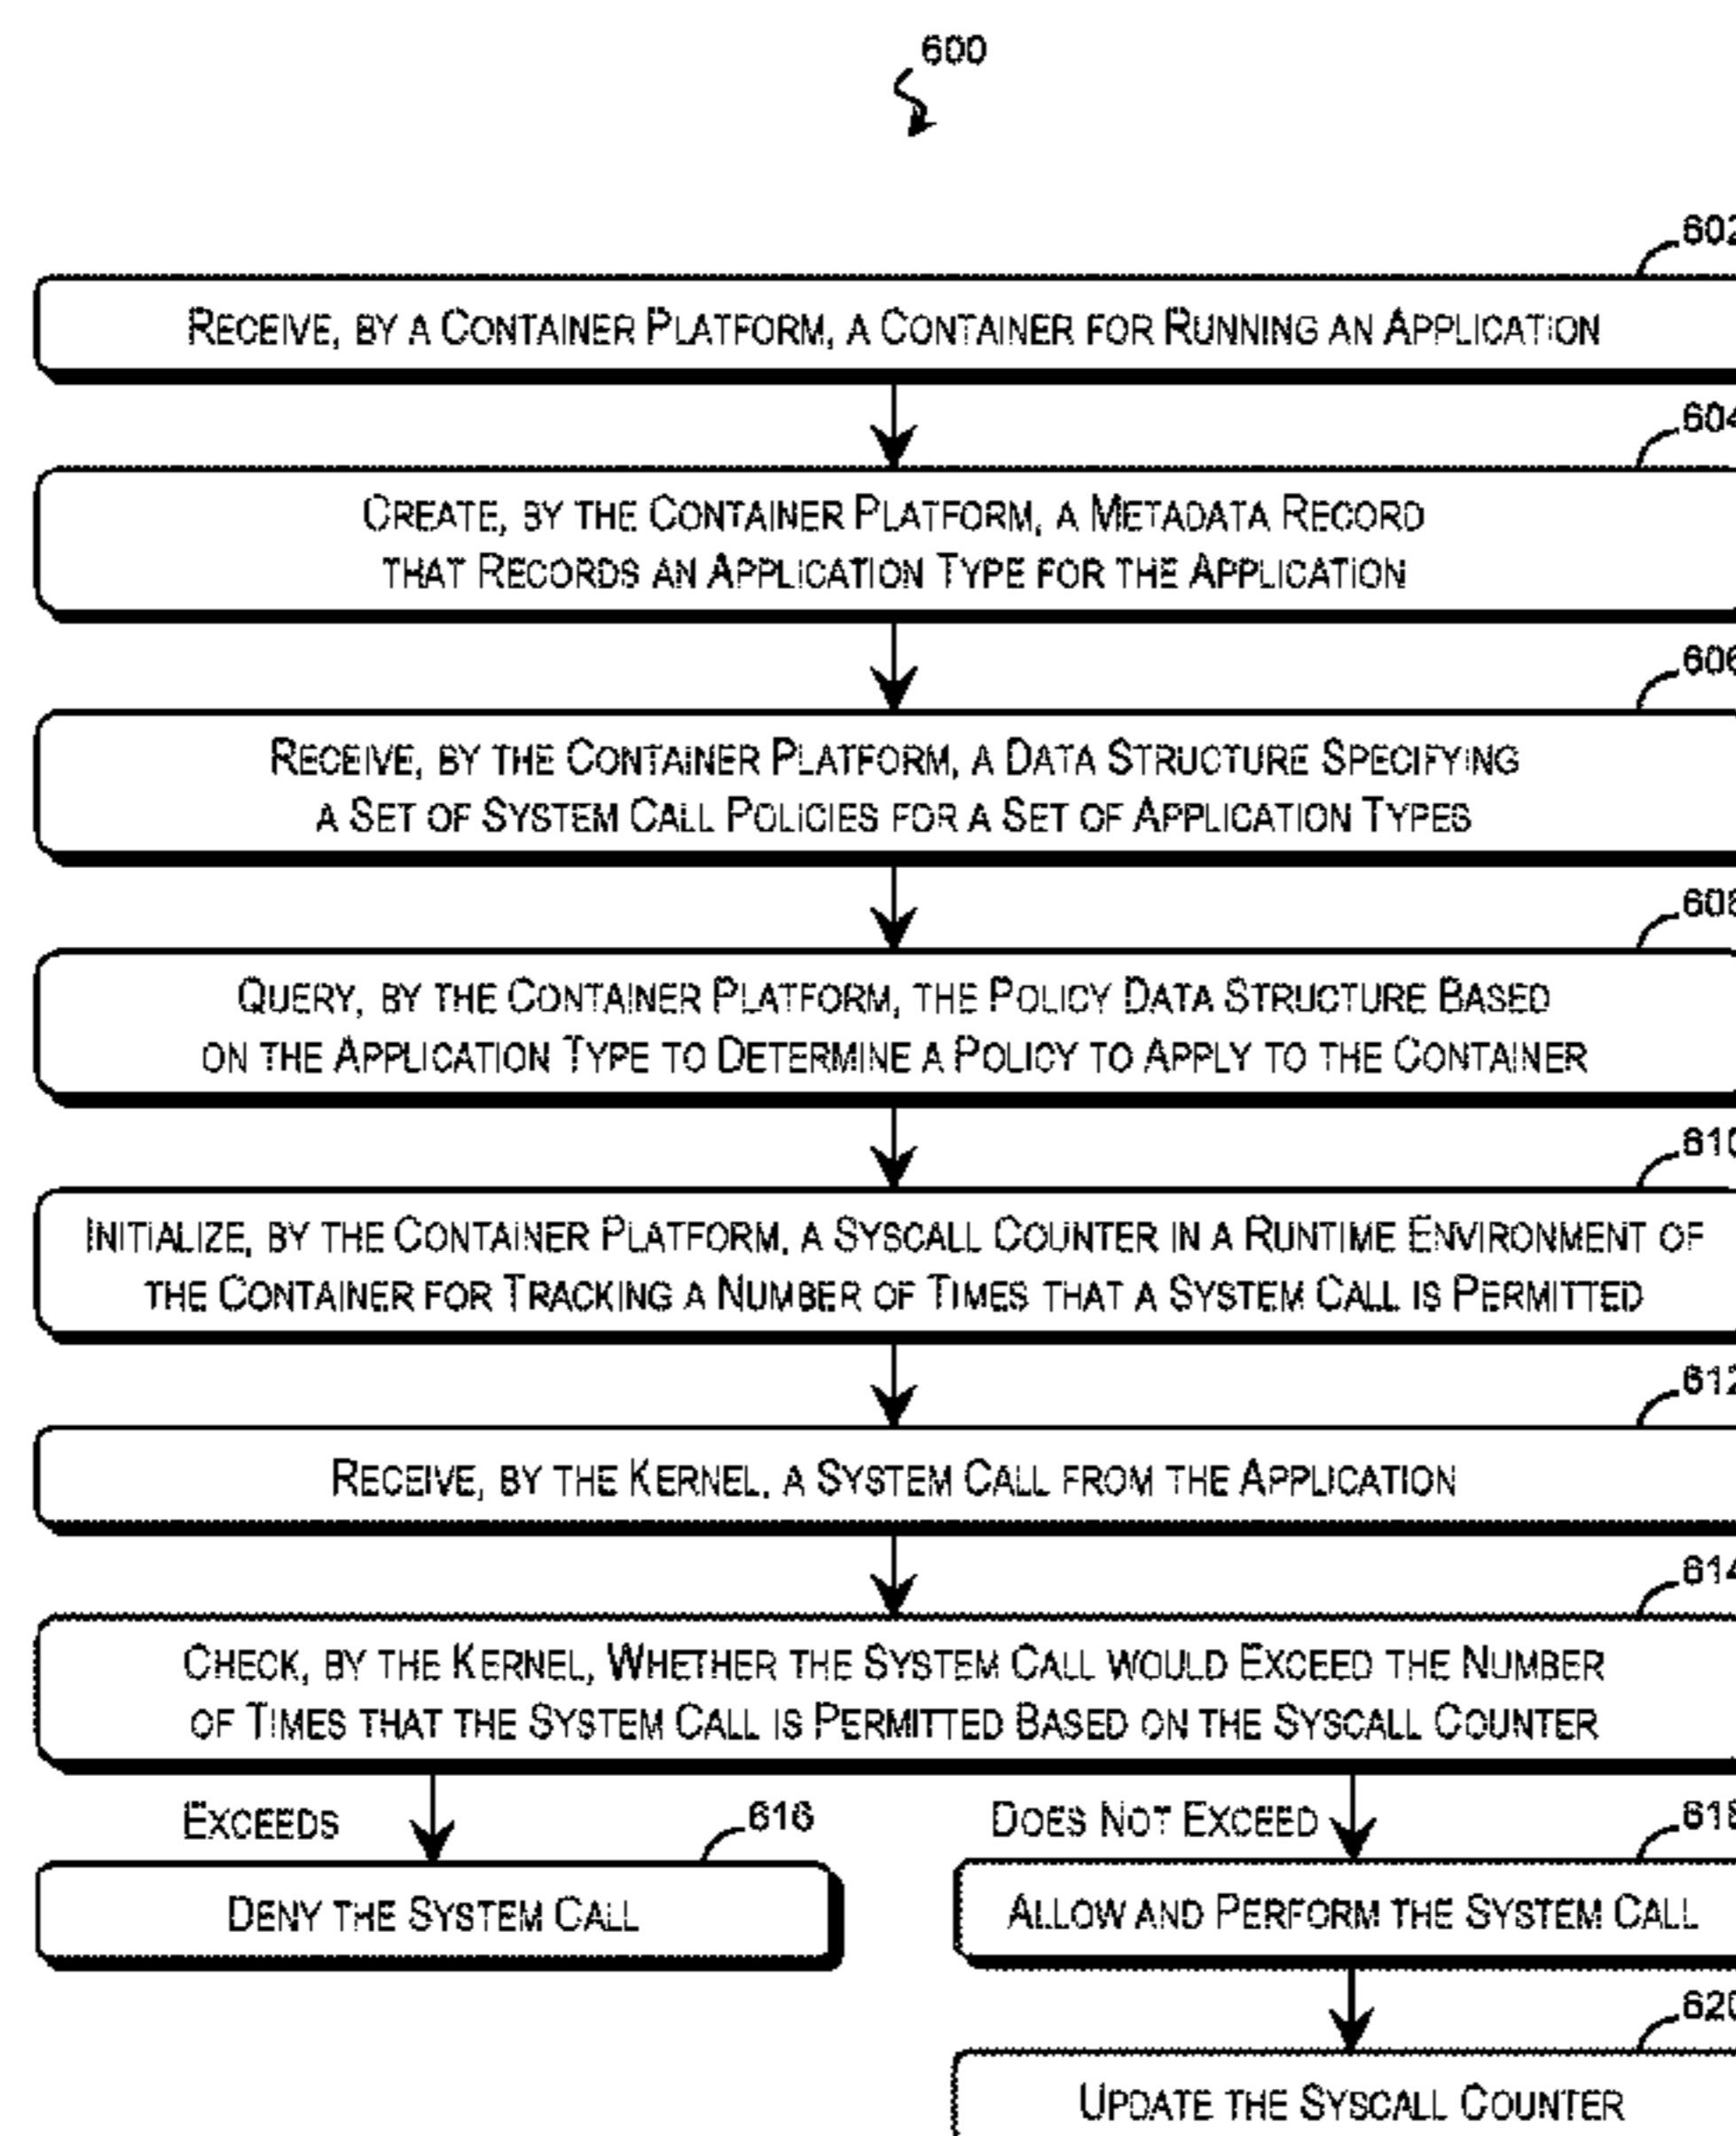 600
602
RECEIVE, BY A CONTAINER PLATFORM, A CONTAINER FOR RUNNING AN APPLICATION
604
CREATE, BY THE CONTAINER PLATFORM, A METADATA RECORD
THAT RECORDS AN APPLICATION TYPE FOR THE APPLICATION
606
RECEIVE, BY THE CONTAINER PLATFORM, A DATA STRUCTURE SPECIFYING
A SET OF SYSTEM CALL POLICIES FOR A SET OF APPLICATION TYPES
608
QUERY, BY THE CONTAINER PLATFORM, THE POLICY DATA STRUCTURE BASED
ON THE APPLICATION TYPE TO DETERMINE A POLICY TO APPLY TO THE CONTAINER
610
INITIALIZE, BY THE CONTAINER PLATFORM, A SYSCALL COUNTER IN A RUNTIME ENVIRONMENT OF
THE CONTAINER FOR TRACKING A NUMBER OF TIMES THAT A SYSTEM CALL IS PERMITTED
612
RECEIVE, BY THE KERNEL, A SYSTEM CALL FROM THE APPLICATION
614
CHECK, BY THE KERNEL, WHETHER THE SYSTEM CALL WOULD EXCEED THE NUMBER
OF TIMES THAT THE SYSTEM CALL IS PERMITTED BASED ON THE SYSCALL COUNTER
EXCEEDS
616
DENY THE SYSTEM CALL
DOES NOT EXCEED
618
ALLOW AND PERFORM THE SYSTEM CALL
620
UPDATE THE SYSCALL COUNTER